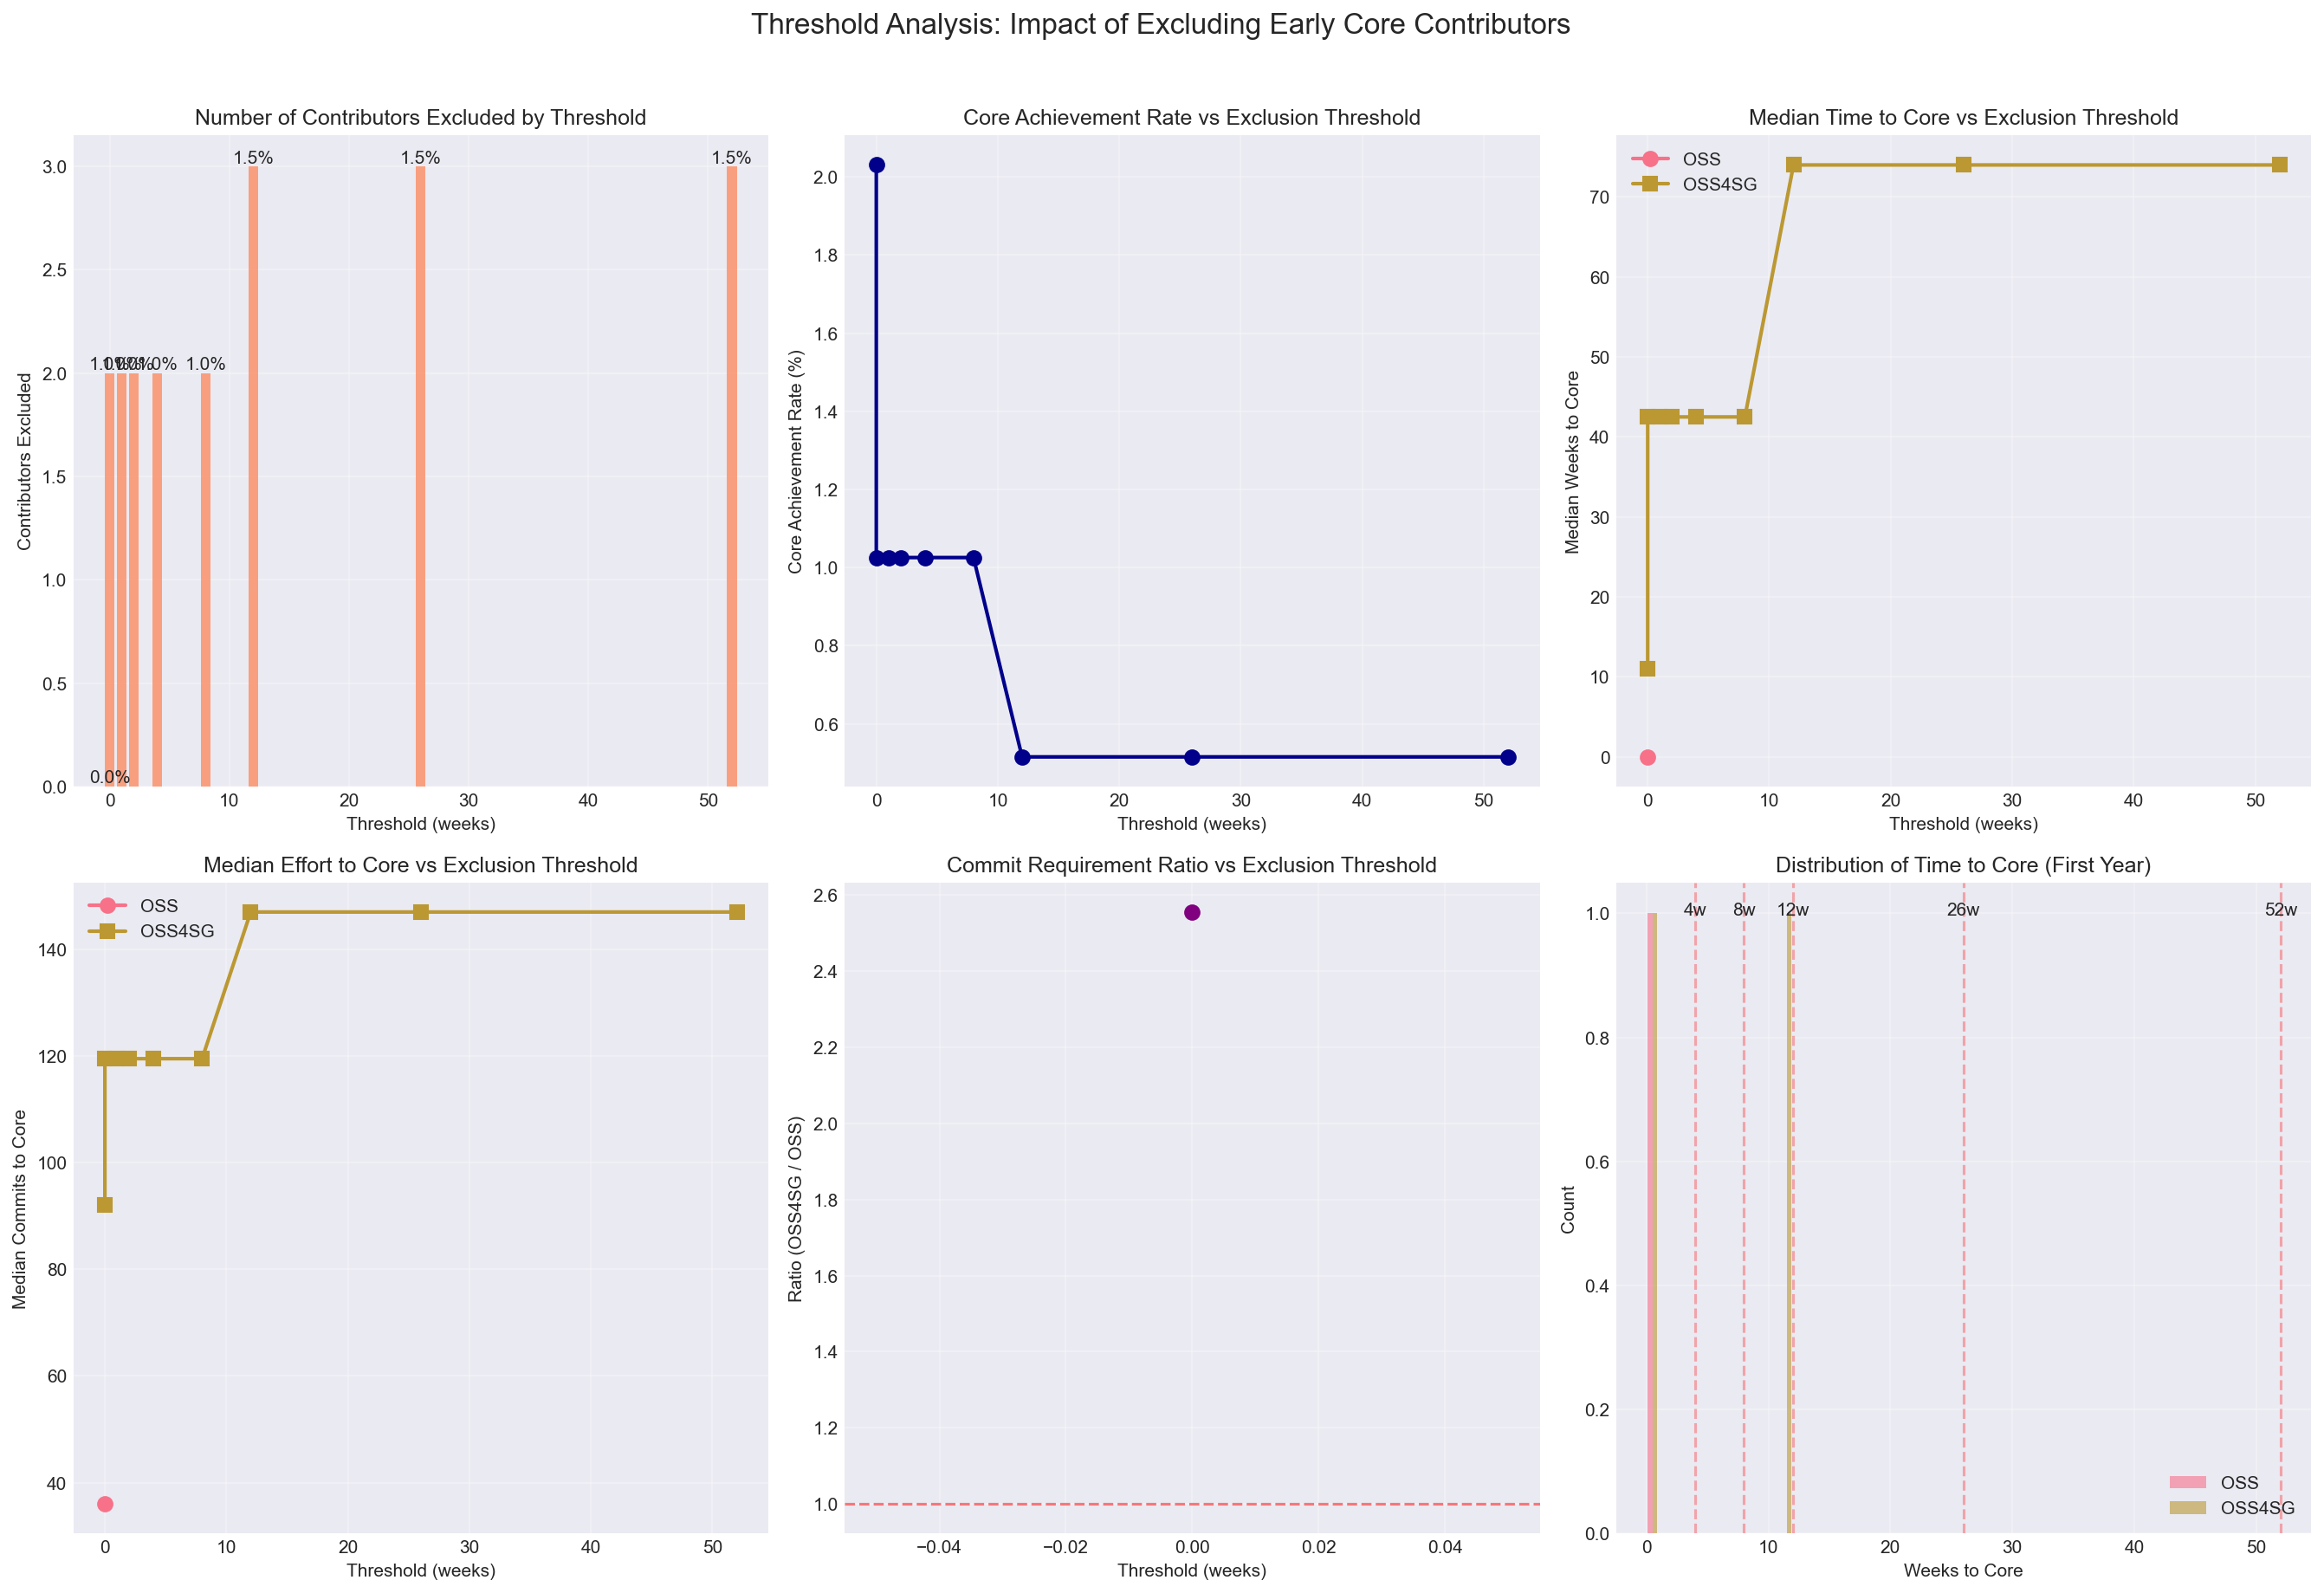 Threshold Analysis: Impact of Excluding Early Core Contributors
Number of Contributors Excluded by Threshold
Contributors Excluded
3.0
2.5
2.0
1.5
1.0
0.5
0.0
1.0%
1.0%
1.0%
1.0%
1.0%
1.5%
1.5%
1.5%
0.0%
0 10 20 30 40 50
Threshold (weeks)
Core Achievement Rate vs Exclusion Threshold
Core Achievement Rate (%)
2.0
1.8
1.6
1.4
1.2
1.0
0.8
0.6
0 10 20 30 40 50
Threshold (weeks)
Median Time to Core vs Exclusion Threshold
OSS
OSS4SG
Median Weeks to Core
70
60
50
40
30
20
10
0
0 10 20 30 40 50
Threshold (weeks)
Median Effort to Core vs Exclusion Threshold
OSS
OSS4SG
Median Commits to Core
140
120
100
80
60
40
0 10 20 30 40 50
Threshold (weeks)
Commit Requirement Ratio vs Exclusion Threshold
Ratio (OSS4SG / OSS)
2.6
2.4
2.2
2.0
1.8
1.6
1.4
1.2
1.0
−0.04 −0.02 0.00 0.02 0.04
Threshold (weeks)
Distribution of Time to Core (First Year)
4w 8w 12w 26w 52w
Count
1.0
0.8
0.6
0.4
0.2
0.0
OSS
OSS4SG
0 10 20 30 40 50
Weeks to Core